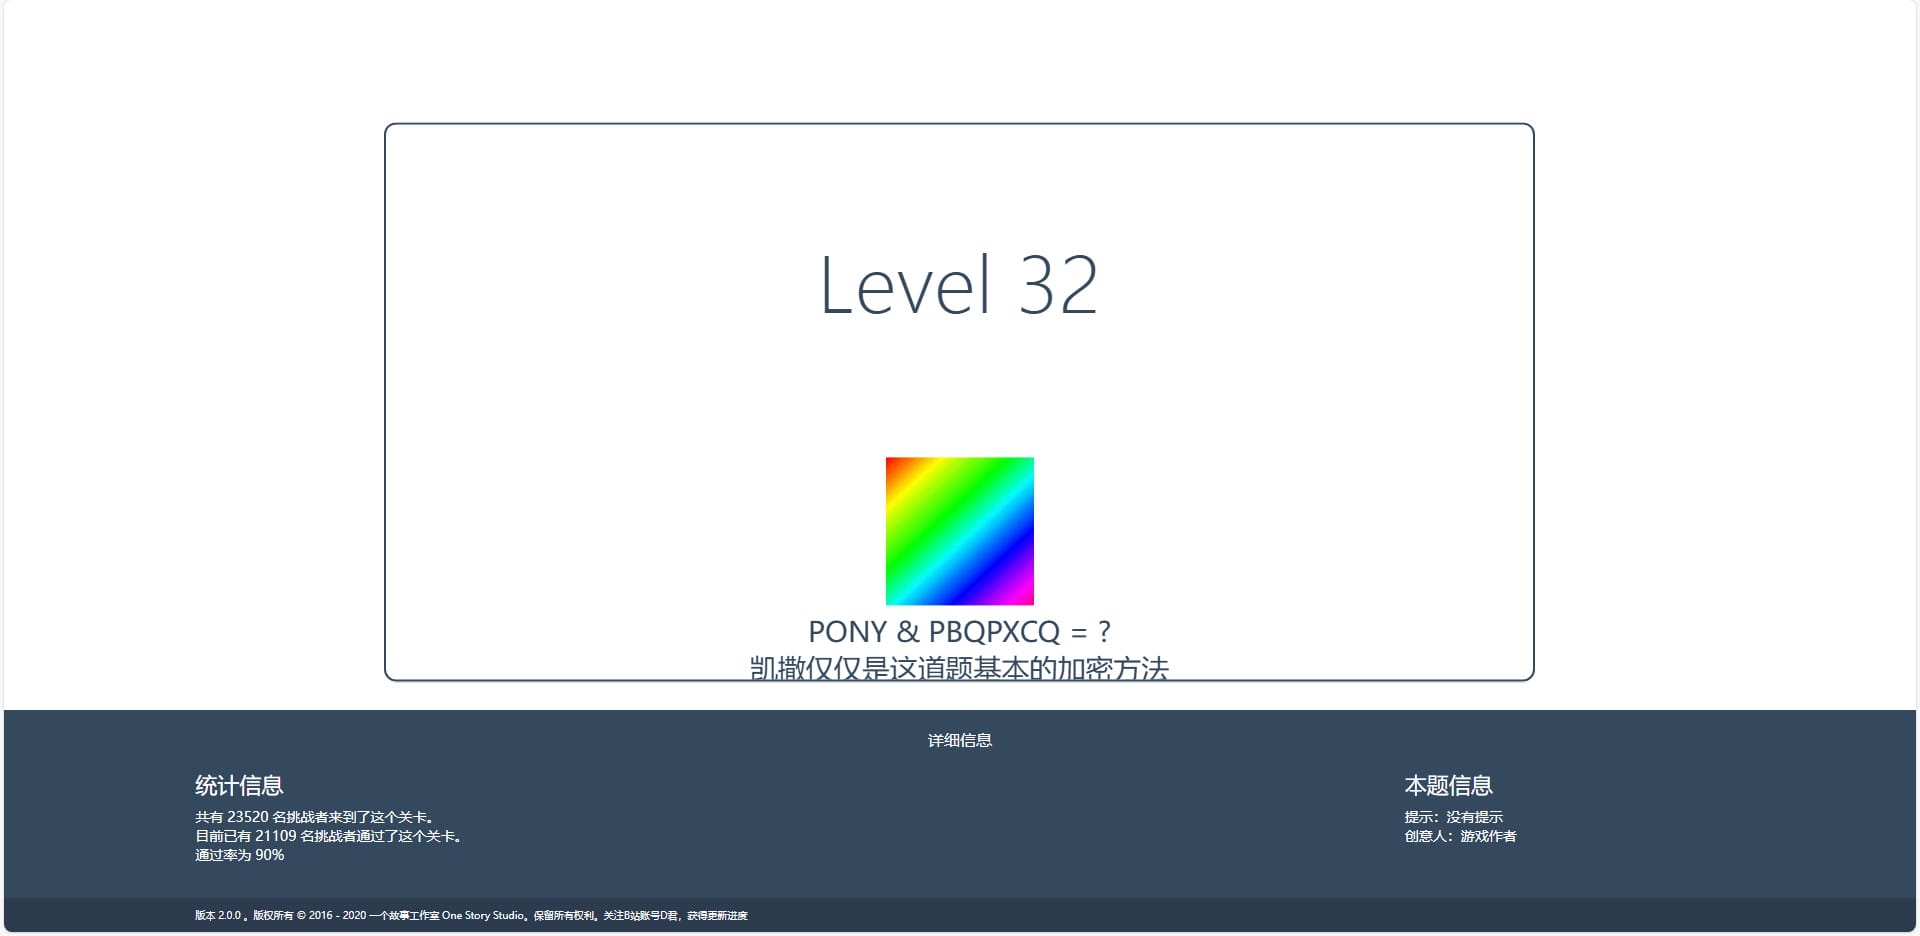 Level 32
PONY & PBQPXCQ = ?
凯撒仅仅是这道题基本的加密方法
详细信息
统计信息
共有 23520 名挑战者来到了这个关卡。
目前已有 21109 名挑战者通过了这个关卡。
通过率为 90%
本题信息
提示：没有提示
创意人：游戏作者
版本 2.0.0 。版权所有 © 2016 - 2020 一个故事工作室 One Story Studio。保留所有权利。关注B站账号D君，获得更新进度